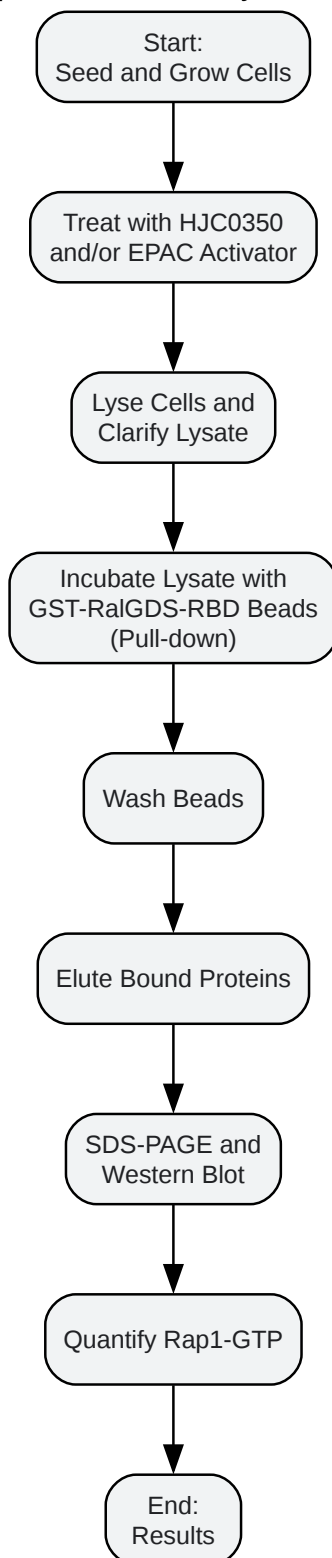 Start:
Seed and Grow Cells
Treat with HJC0350
and/or EPAC Activator
Lyse Cells and
Clarify Lysate
Incubate Lysate with
GST-RalGDS-RBD Beads
(Pull-down)
Wash Beads
Elute Bound Proteins
SDS-PAGE and
Western Blot
Quantify Rap1-GTP
End:
Results